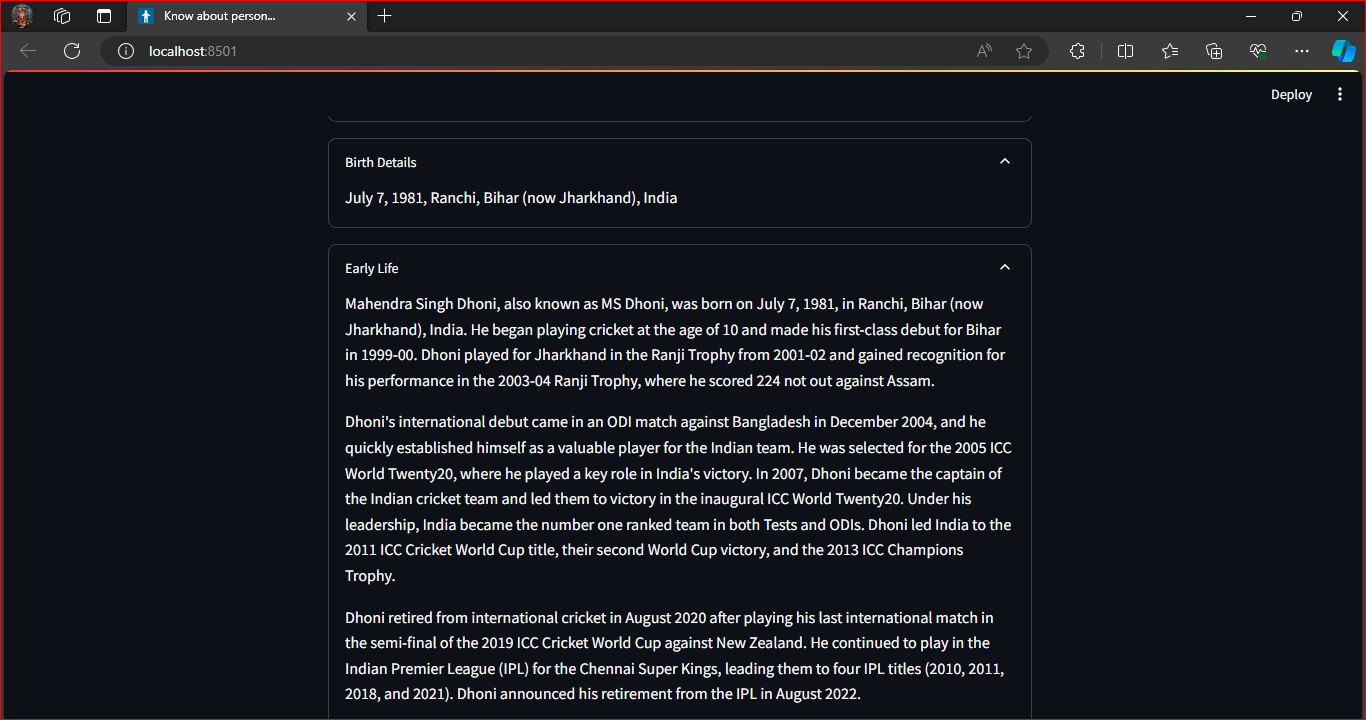 Know about person...
localhost:8501
Deploy
Birth Details
July 7, 1981, Ranchi, Bihar (now Jharkhand), India
Early Life
Mahendra Singh Dhoni, also known as MS Dhoni, was born on July 7, 1981, in Ranchi, Bihar (now
Jharkhand), India. He began playing cricket at the age of 10 and made his first-class debut for Bihar
in 1999-00. Dhoni played for Jharkhand in the Ranji Trophy from 2001-02 and gained recognition for
his performance in the 2003-04 Ranji Trophy, where he scored 224 not out against Assam.
Dhoni's international debut came in an ODI match against Bangladesh in December 2004, and he
quickly established himself as a valuable player for the Indian team. He was selected for the 2005 ICC
World Twenty20, where he played a key role in India's victory. In 2007, Dhoni became the captain of
the Indian cricket team and led them to victory in the inaugural ICC World Twenty20. Under his
leadership, India became the number one ranked team in both Tests and ODIs. Dhoni led India to the
2011 ICC Cricket World Cup title, their second World Cup victory, and the 2013 ICC Champions
Trophy.
Dhoni retired from international cricket in August 2020 after playing his last international match in
the semi-final of the 2019 ICC Cricket World Cup against New Zealand. He continued to play in the
Indian Premier League (IPL) for the Chennai Super Kings, leading them to four IPL titles (2010, 2011,
2018, and 2021). Dhoni announced his retirement from the IPL in August 2022.